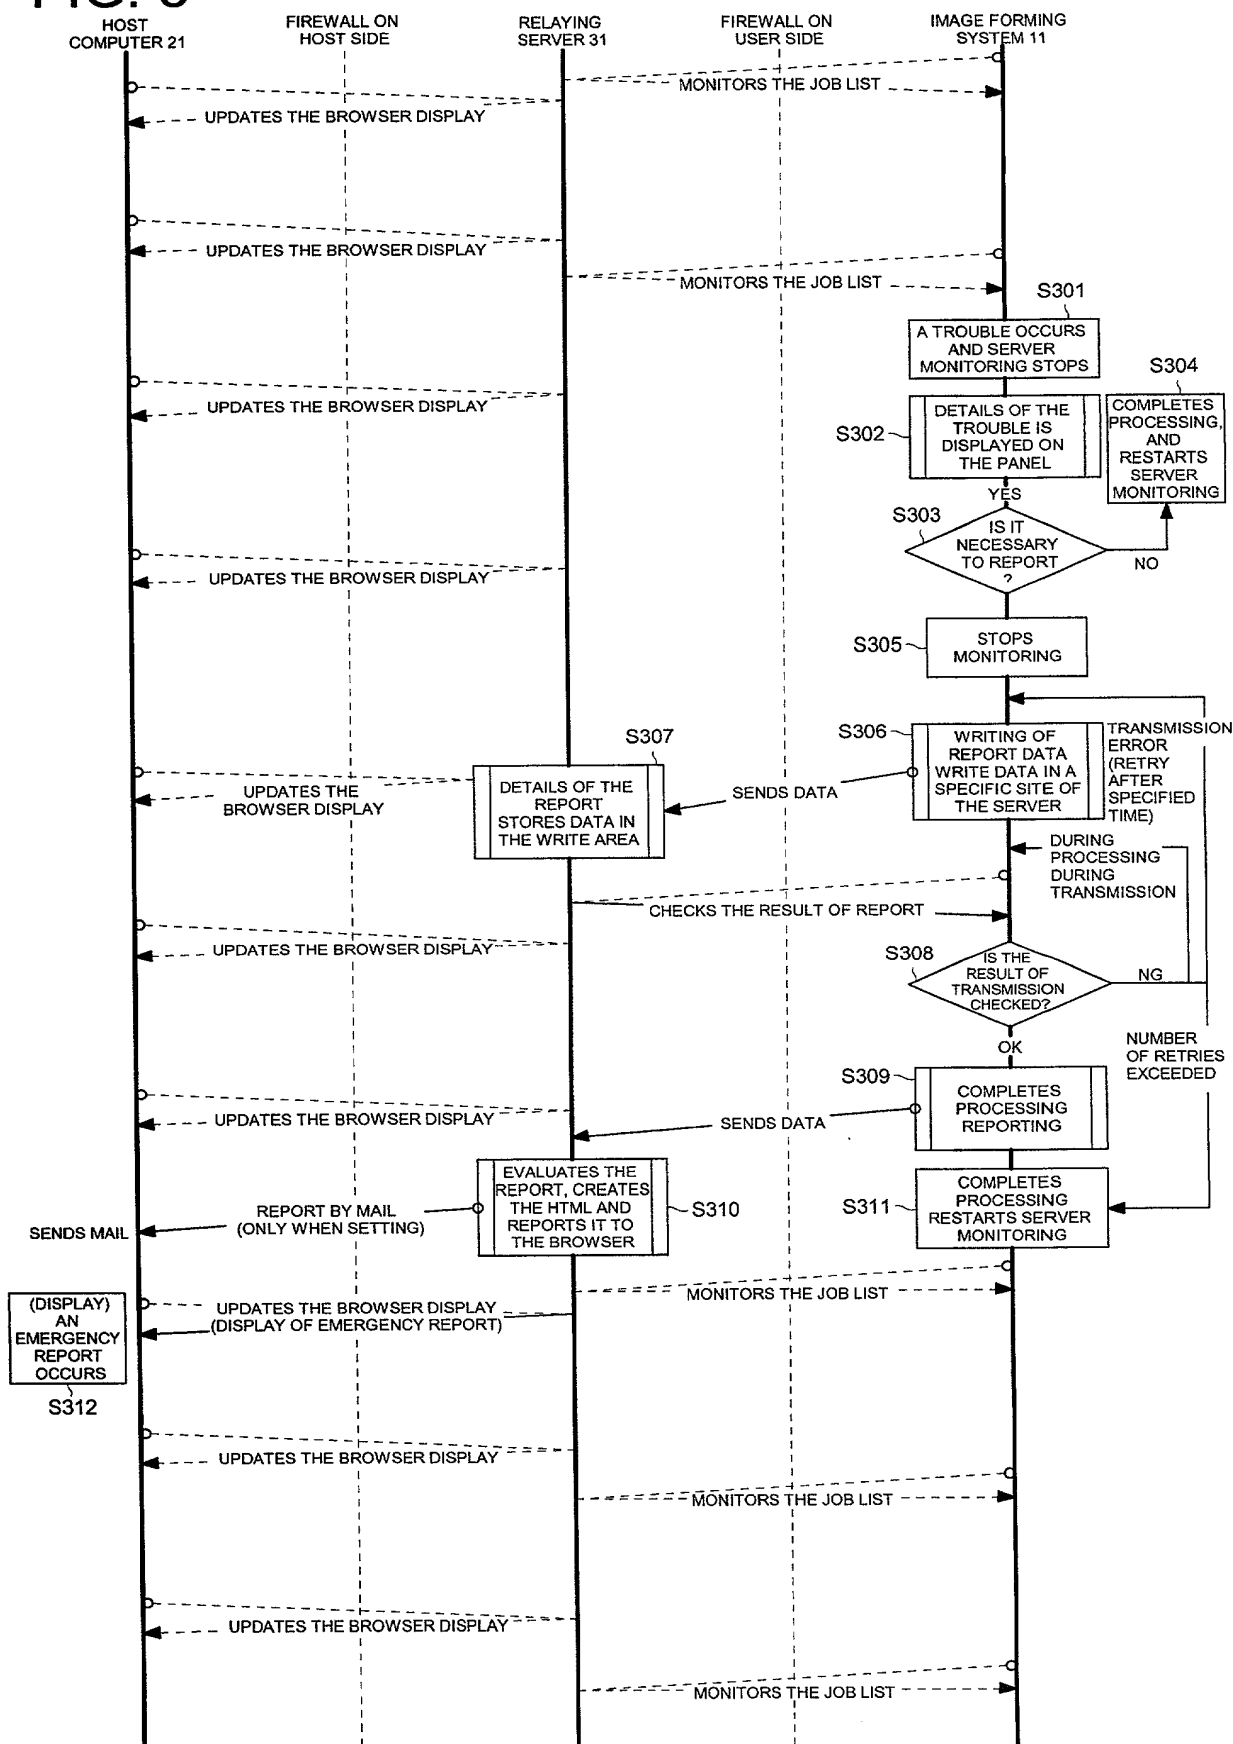 HOST
COMPUTER 21
FIREWALL ON
HOST SIDE
RELAYING
SERVER 31
FIREWALL ON
USER SIDE
IMAGE FORMING
SYSTEM 11
MONITORS THE JOB LIST
UPDATES THE BROWSER DISPLAY
UPDATES THE BROWSER DISPLAY
MONITORS THE JOB LIST
S301
A TROUBLE OCCURS
AND SERVER
MONITORING STOPS
S304
COMPLETES
PROCESSING,
AND
RESTARTS
SERVER
MONITORING
UPDATES THE BROWSER DISPLAY
S302
DETAILS OF THE
TROUBLE IS
DISPLAYED ON
THE PANEL
YES
S303
IS IT
NECESSARY
TO REPORT
?
NO
UPDATES THE BROWSER DISPLAY
S305
STOPS
MONITORING
S306
WRITING OF
REPORT DATA
WRITE DATA IN A
SPECIFIC SITE OF
THE SERVER
TRANSMISSION
ERROR
(RETRY
AFTER
SPECIFIED
TIME)
S307
DETAILS OF THE
REPORT
STORES DATA IN
THE WRITE AREA
SENDS DATA
UPDATES THE
BROWSER DISPLAY
DURING
PROCESSING
DURING
TRANSMISSION
CHECKS THE RESULT OF REPORT
UPDATES THE BROWSER DISPLAY
S308
IS THE
RESULT OF
TRANSMISSION
CHECKED?
NG
OK
NUMBER
OF RETRIES
EXCEEDED
S309
COMPLETES
PROCESSING
REPORTING
UPDATES THE BROWSER DISPLAY
SENDS DATA
EVALUATES THE
REPORT, CREATES
THE HTML AND
REPORTS IT TO
THE BROWSER
S310
S311
COMPLETES
PROCESSING
RESTARTS SERVER
MONITORING
REPORT BY MAIL
(ONLY WHEN SETTING)
SENDS MAIL
MONITORS THE JOB LIST
UPDATES THE BROWSER DISPLAY
(DISPLAY OF EMERGENCY REPORT)
(DISPLAY)
AN
EMERGENCY
REPORT
OCCURS
S312
UPDATES THE BROWSER DISPLAY
MONITORS THE JOB LIST
UPDATES THE BROWSER DISPLAY
MONITORS THE JOB LIST